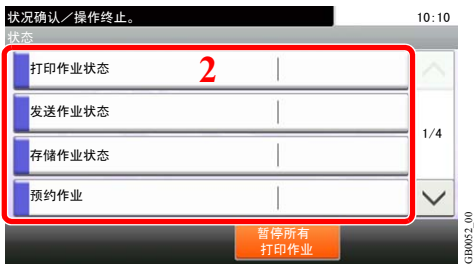 状况确认／操作终止。
10:10
状态
打印作业状态
2
发送作业状态
1/4
存储作业状态
预约作业
暂停所有
打印作业
GB0052_00